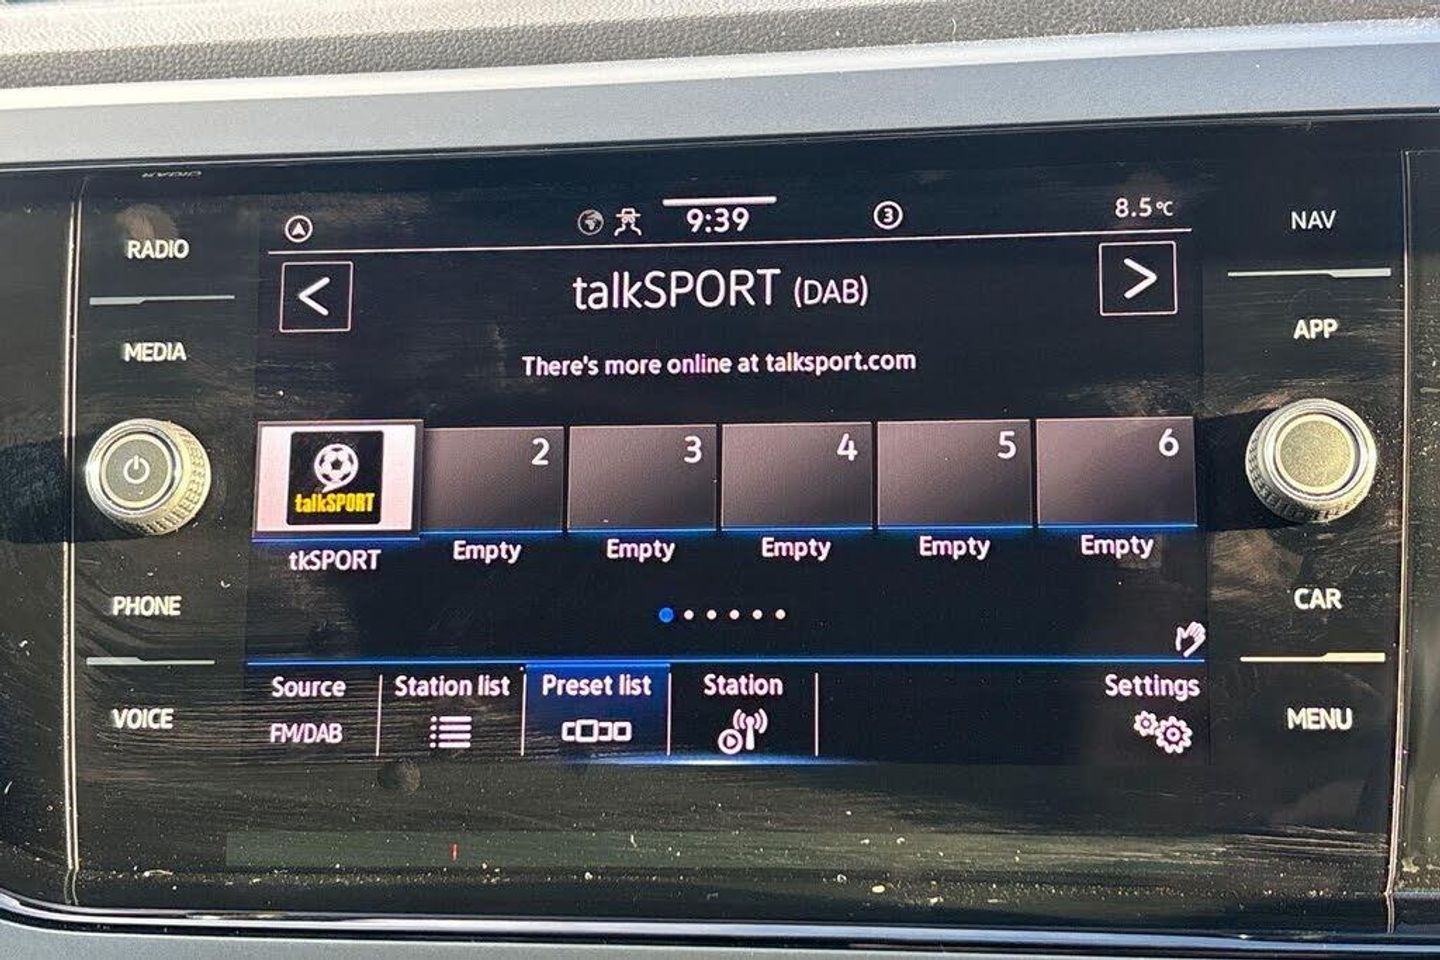 RADIO
MEDIA
PHONE
VOICE
9:39
3
8.5°C
talkSPORT (DAB)
There's more online at talksport.com
talkSPORT
2
3
4
5
6
tkSPORT
Empty
Empty
Empty
Empty
Empty
Source
FM/DAB
Station list
Preset list
Station
Settings
NAV
APP
CAR
MENU